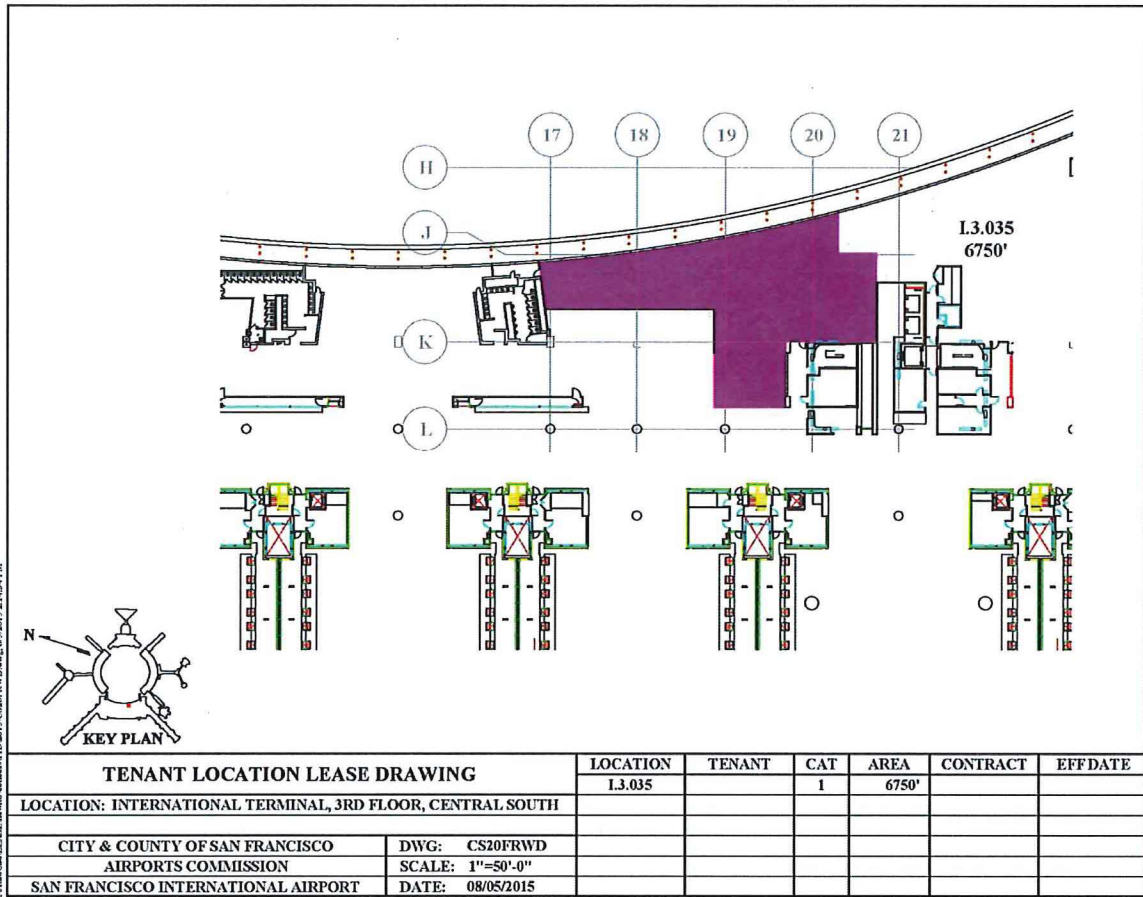 17 18 19 20 21
H
J
I.3.035
6750'
K
L
N
KEY PLAN
TENANT LOCATION LEASE DRAWING
LOCATION: INTERNATIONAL TERMINAL, 3RD FLOOR, CENTRAL SOUTH
CITY & COUNTY OF SAN FRANCISCO DWG: CS20FRWD
AIRPORTS COMMISSION SCALE: 1"=50'-0"
SAN FRANCISCO INTERNATIONAL AIRPORT DATE: 08/05/2015
LOCATION TENANT CAT AREA CONTRACT EFFDATE
I.3.035 1 6750'